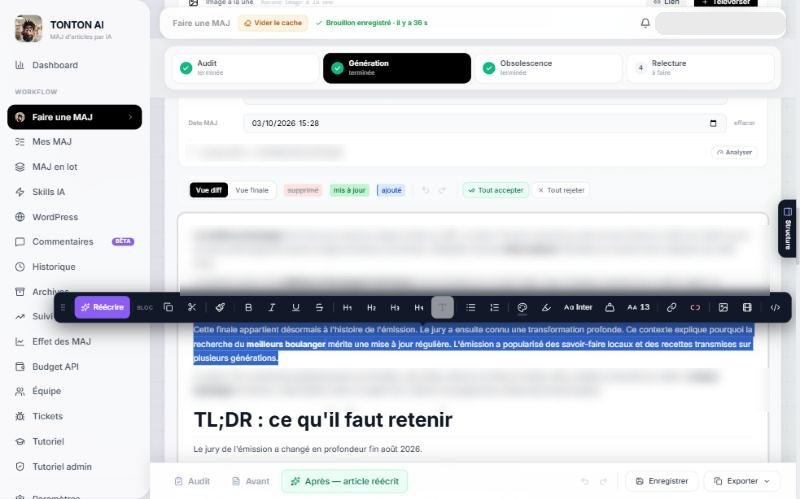 TONTON AI
MAJ d'articles par IA
Dashboard
WORKFLOW
Faire une MAJ
Mes MAJ
MAJ en lot
Skills IA
WordPress
Commentaires BÊTA
Historique
Archives
Suivi
Effet des MAJ
Budget API
Équipe
Tickets
Tutoriel
Tutoriel admin
Paramètres
Image à la une Aucune image à la une Lien Téléverser
Faire une MAJ Vider le cache Brouillon enregistré · il y a 36 s
Audit
terminée
Génération
terminée
Obsolescence
terminée
4 Relecture
à faire
Date MAJ 03/10/2026 15:28 effacer
Analyser
Vue diff Vue finale supprimé mis à jour ajouté Tout accepter Tout rejeter
Structure
Réécrire BLOC B I U S H1 H2 H3 H4 T Aa Inter AA 13
Cette finale appartient désormais à l'histoire de l'émission. Le jury a ensuite connu une transformation profonde. Ce contexte explique pourquoi la
recherche du meilleurs boulanger mérite une mise à jour régulière. L'émission a popularisé des savoir-faire locaux et des recettes transmises sur
plusieurs générations.
TL;DR : ce qu'il faut retenir
Le jury de l'émission a changé en profondeur fin août 2026.
Audit Avant Après — article réécrit Enregistrer Exporter